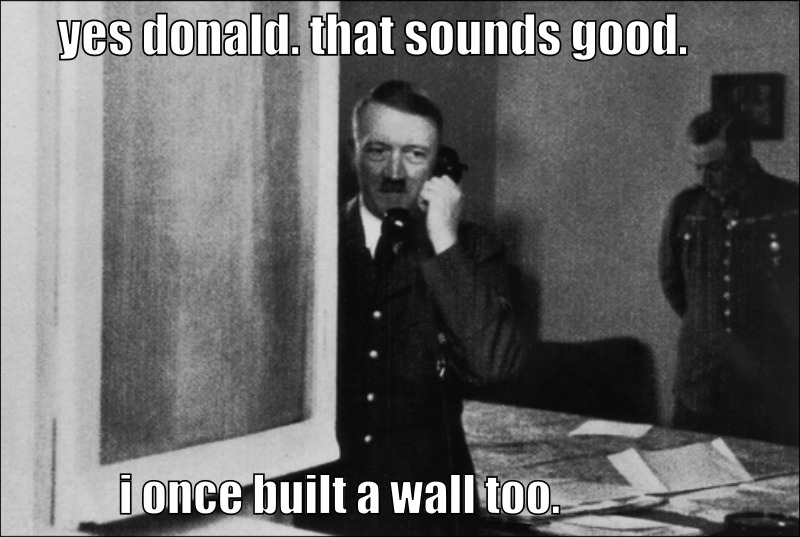 yes donald. that sounds good.
i once built a wall too.